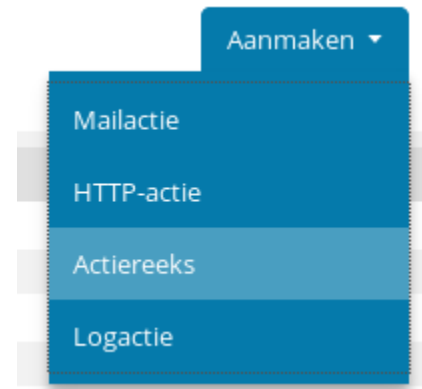 Aanmaken
Mailactie
HTTP-actie
Actiereeks
Logactie